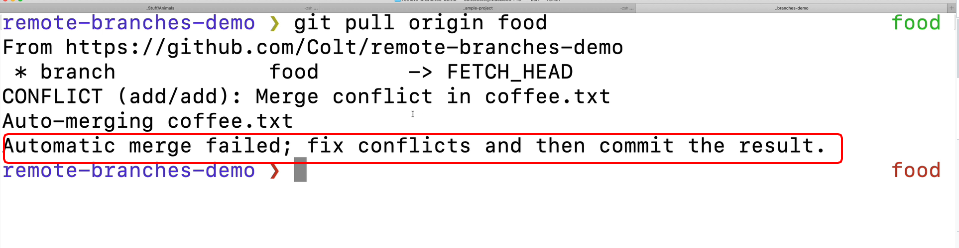 remote-branches-demo ❯ git pull origin food food
From https://github.com/Colt/remote-branches-demo
* branch food -> FETCH_HEAD
CONFLICT (add/add): Merge conflict in coffee.txt
Auto-merging coffee.txt
Automatic merge failed; fix conflicts and then commit the result.
remote-branches-demo ❯ food